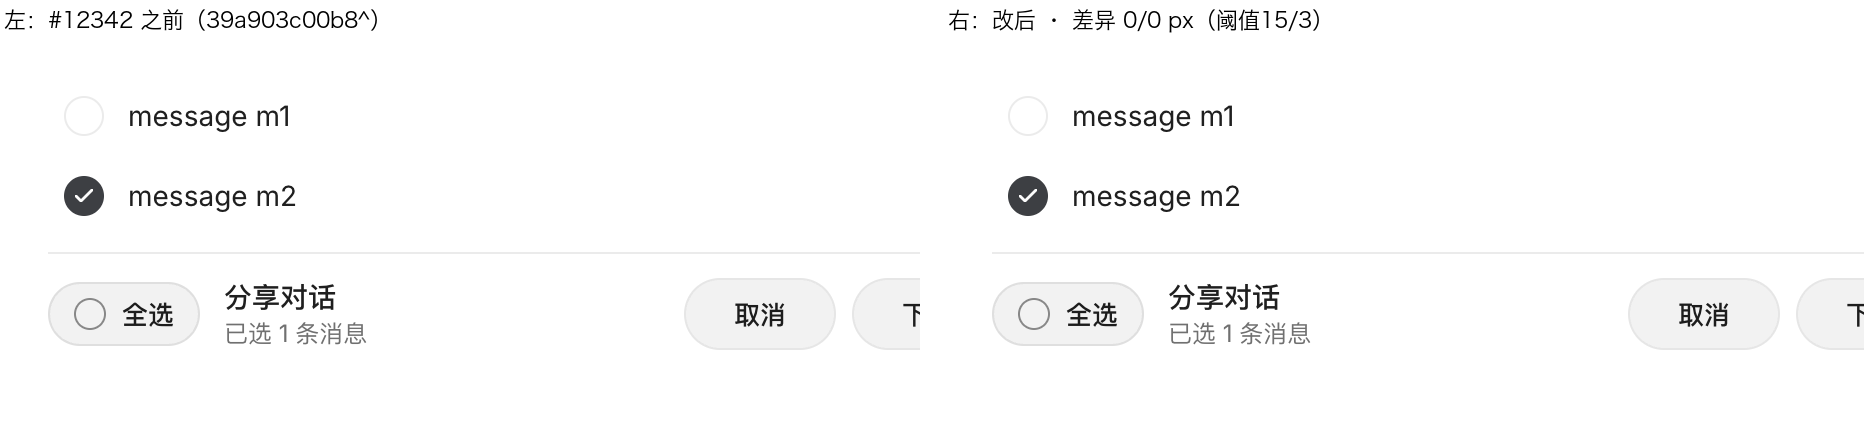 左：#12342 之前（39a903c00b8^）
message m1
message m2
全选
分享对话
已选 1 条消息
取消
下
右：改后 · 差异 0/0 px（阈值15/3）
message m1
message m2
全选
分享对话
已选 1 条消息
取消